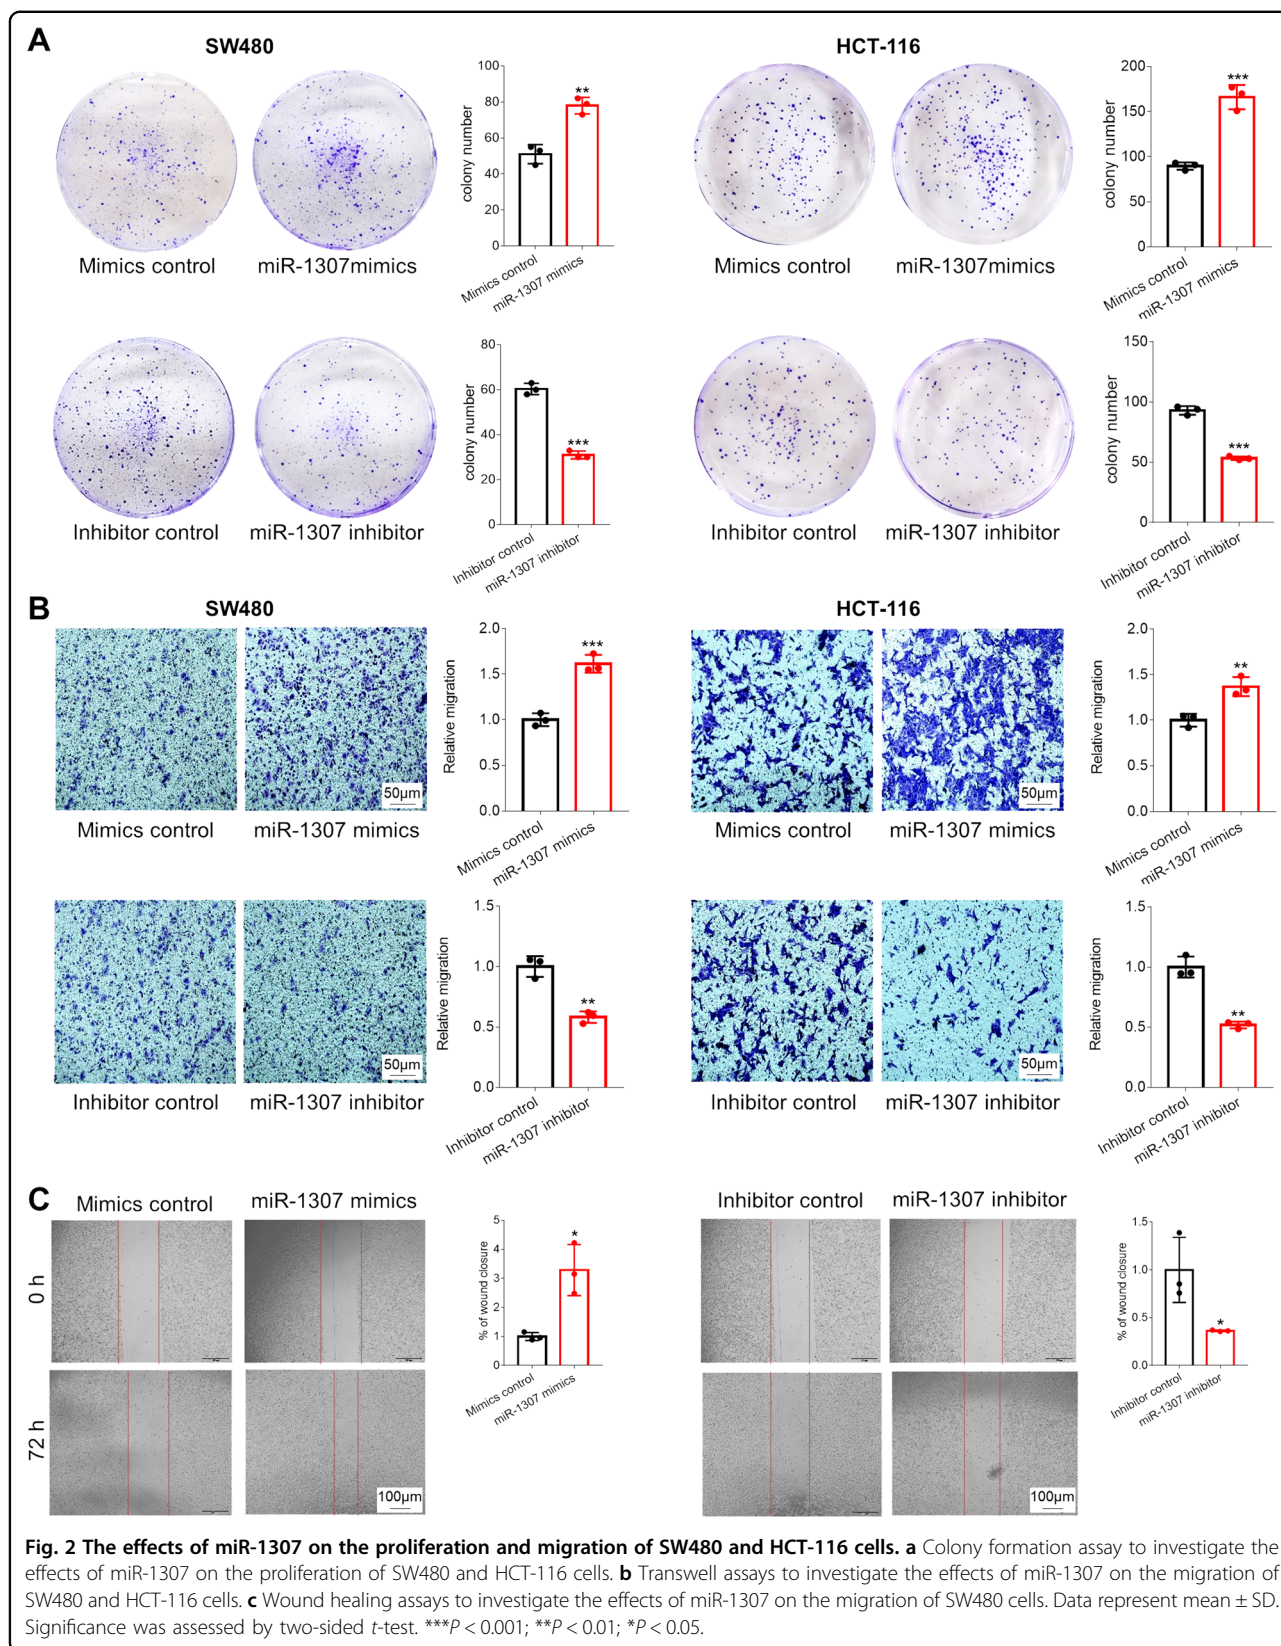 A
SW480
HCT-116
100
80
60
40
20
0
colony number
**
Mimics control
miR-1307 mimics
200
150
100
50
0
colony number
***
Mimics control
miR-1307 mimics
Mimics control
miR-1307mimics
Mimics control
miR-1307mimics
80
60
40
20
0
colony number
***
Inhibitor control
miR-1307 inhibitor
150
100
50
0
colony number
***
Inhibitor control
miR-1307 inhibitor
Inhibitor control
miR-1307 inhibitor
Inhibitor control
miR-1307 inhibitor
B
SW480
HCT-116
50µm
2.0
1.5
1.0
0.5
0.0
Relative migration
***
Mimics control
miR-1307 mimics
50µm
2.0
1.5
1.0
0.5
0.0
Relative migration
**
Mimics control
miR-1307 mimics
Mimics control
miR-1307 mimics
Mimics control
miR-1307 mimics
50µm
1.5
1.0
0.5
0.0
Relative migration
**
Inhibitor control
miR-1307 inhibitor
50µm
1.5
1.0
0.5
0.0
Relative migration
**
Inhibitor control
miR-1307 inhibitor
Inhibitor control
miR-1307 inhibitor
Inhibitor control
miR-1307 inhibitor
C
Mimics control
miR-1307 mimics
Inhibitor control
miR-1307 inhibitor
0 h
72 h
100µm
5
4
3
2
1
0
% of wound closure
*
Mimics control
miR-1307 mimics
100µm
1.5
1.0
0.5
0.0
% of wound closure
*
Inhibitor control
miR-1307 inhibitor
Fig. 2 The effects of miR-1307 on the proliferation and migration of SW480 and HCT-116 cells. a Colony formation assay to investigate the
effects of miR-1307 on the proliferation of SW480 and HCT-116 cells. b Transwell assays to investigate the effects of miR-1307 on the migration of
SW480 and HCT-116 cells. c Wound healing assays to investigate the effects of miR-1307 on the migration of SW480 cells. Data represent mean ± SD.
Significance was assessed by two-sided t-test. ***P < 0.001; **P < 0.01; *P < 0.05.